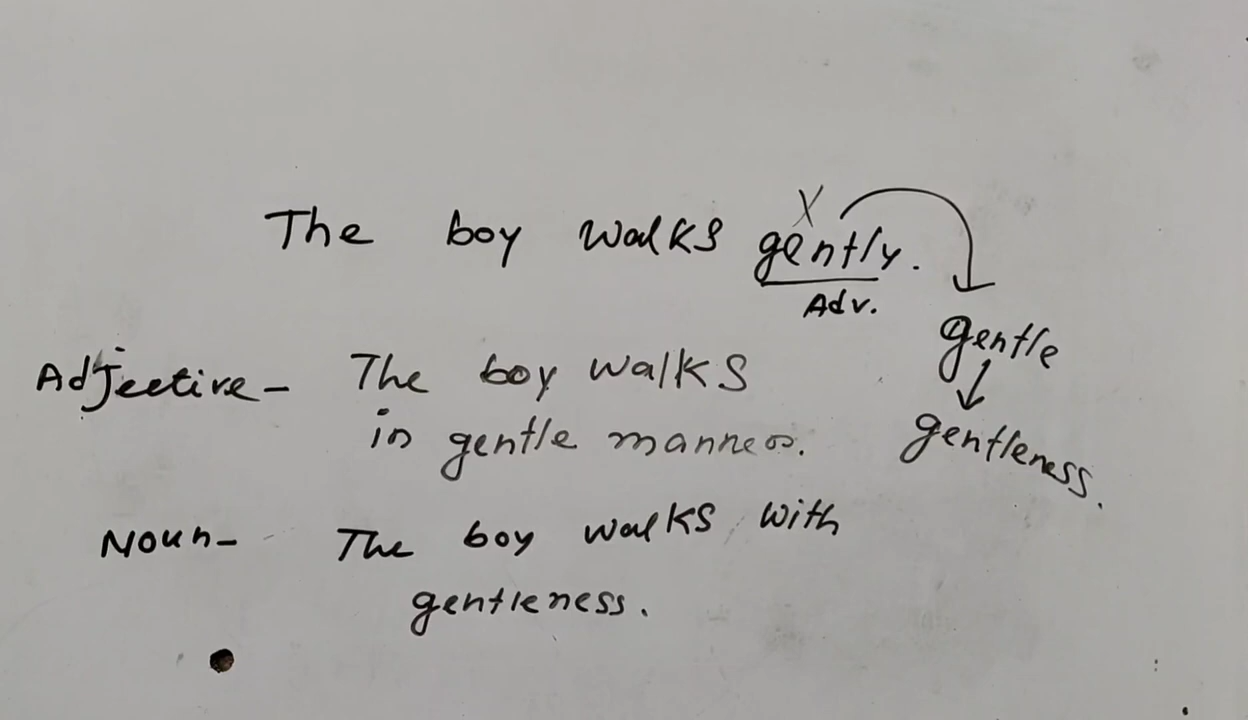 X
The boy walks gently.
Adv.
gentle
Adjective- The boy walks
in gentle manner.
gentleness.
Noun- The boy walks with
gentleness.